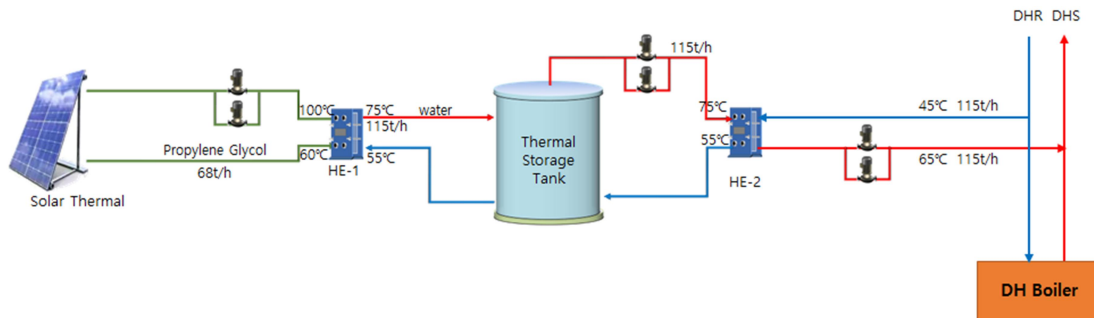 DHR DHS
115t/h
100℃ 75℃ water
115t/h
75℃
45℃ 115t/h
Propylene Glycol
60℃ 55℃
55℃
65℃ 115t/h
68t/h
HE-1
HE-2
Solar Thermal
Thermal
Storage
Tank
DH Boiler